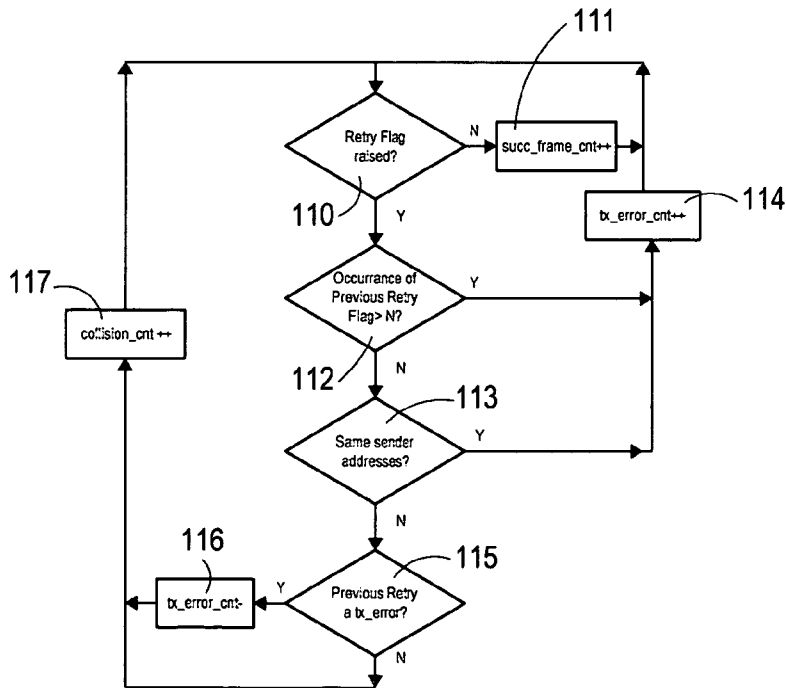 111
Retry Flag
raised?
N
succ_frame_cnt++
110
Y
tx_error_cnt++
114
Occurrance of
Previous Retry
Flag> N?
Y
117
collision_cnt ++
112
N
113
Same sender
addresses?
Y
N
116
115
Previous Retry
a tx_error?
Y
tx_error_cnt-
N